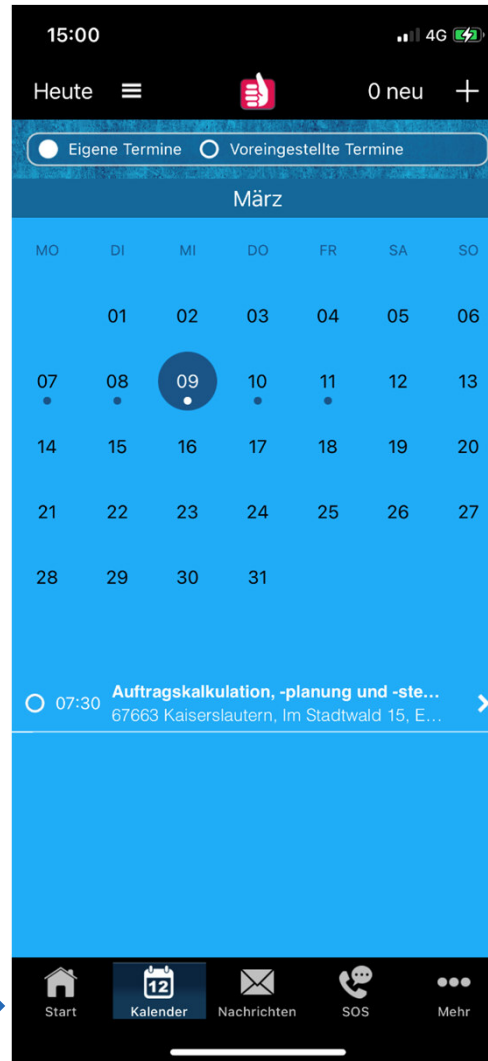 15:00 4G
Heute 0 neu
Eigene Termine Voreingestellte Termine
März
MO DI MI DO FR SA SO
01 02 03 04 05 06
07 08 09 10 11 12 13
14 15 16 17 18 19 20
21 22 23 24 25 26 27
28 29 30 31
07:30 Auftragskalkulation, -planung und -ste...
67663 Kaiserslautern, Im Stadtwald 15, E...
12
Start Kalender Nachrichten SOS Mehr